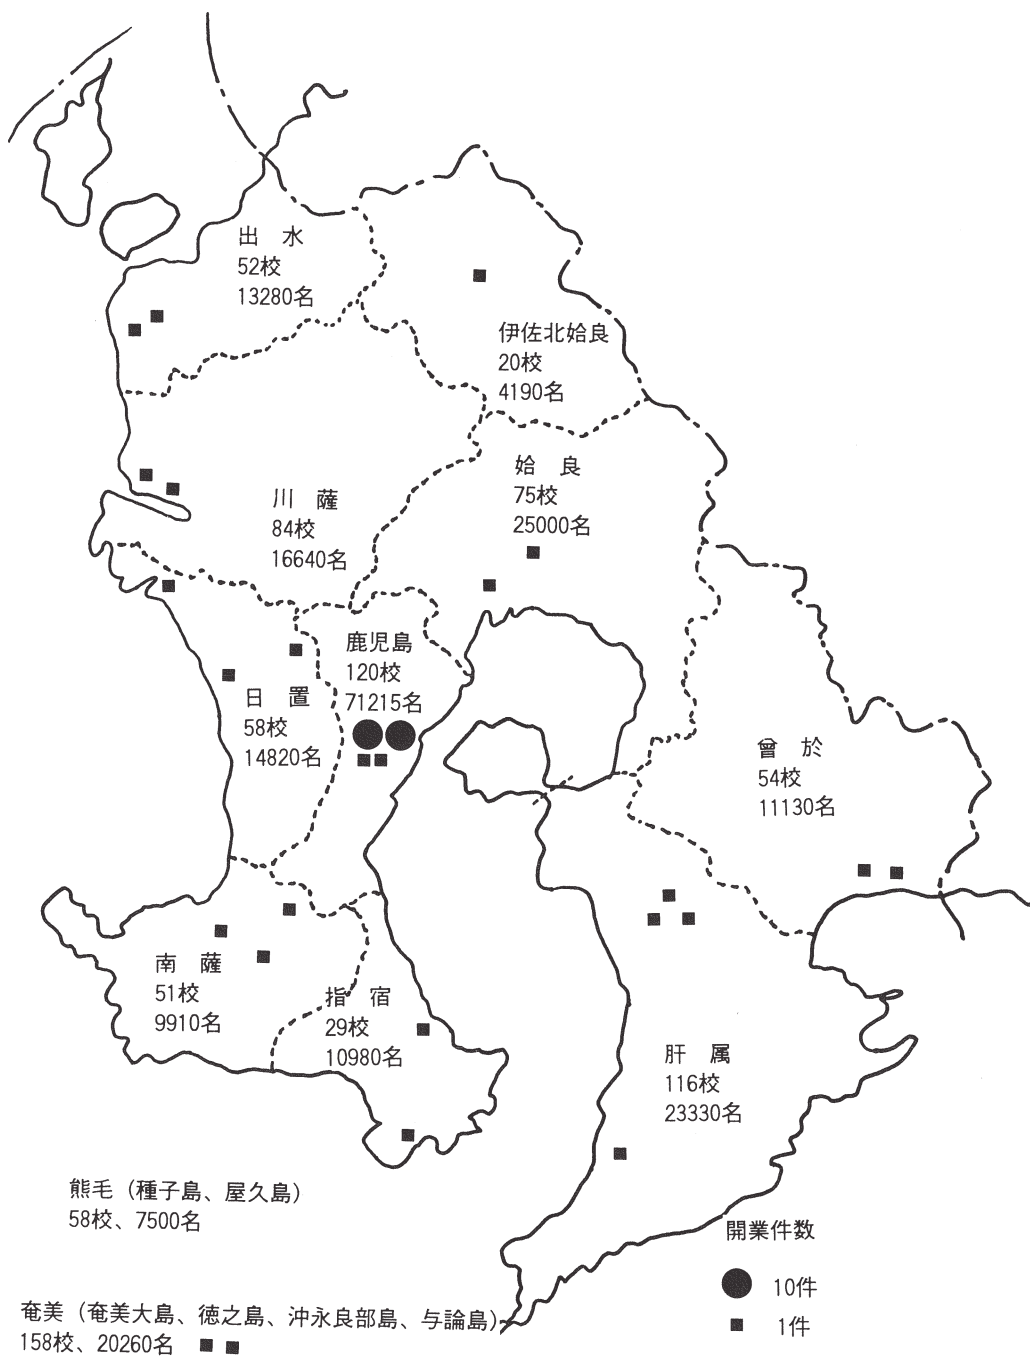 出水
52校
13280名
伊佐北姶良
20校
4190名
姶良
75校
25000名
川薩
84校
16640名
鹿児島
120校
71215名
日置
58校
14820名
曾於
54校
11130名
南薩
51校
9910名
指宿
29校
10980名
肝属
116校
23330名
熊毛（種子島、屋久島）
58校、7500名
開業件数
10件
1件
奄美（奄美大島、徳之島、沖永良部島、与論島）
158校、20260名